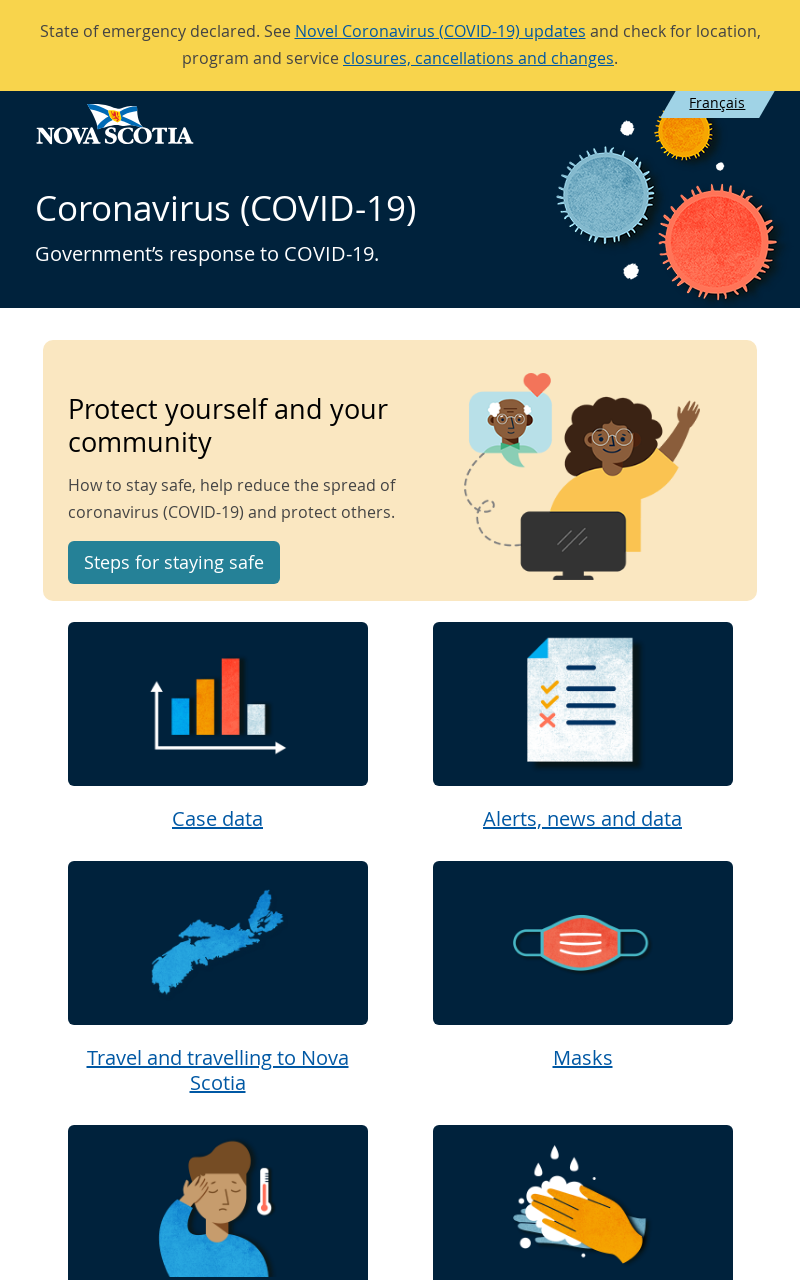 State of emergency declared. See Novel Coronavirus (COVID-19) updates and check for location,
program and service closures, cancellations and changes.
Français
NOVA SCOTIA
Coronavirus (COVID-19)
Government’s response to COVID-19.
Protect yourself and your
community
How to stay safe, help reduce the spread of
coronavirus (COVID-19) and protect others.
Steps for staying safe
Case data
Alerts, news and data
Travel and travelling to Nova
Scotia
Masks